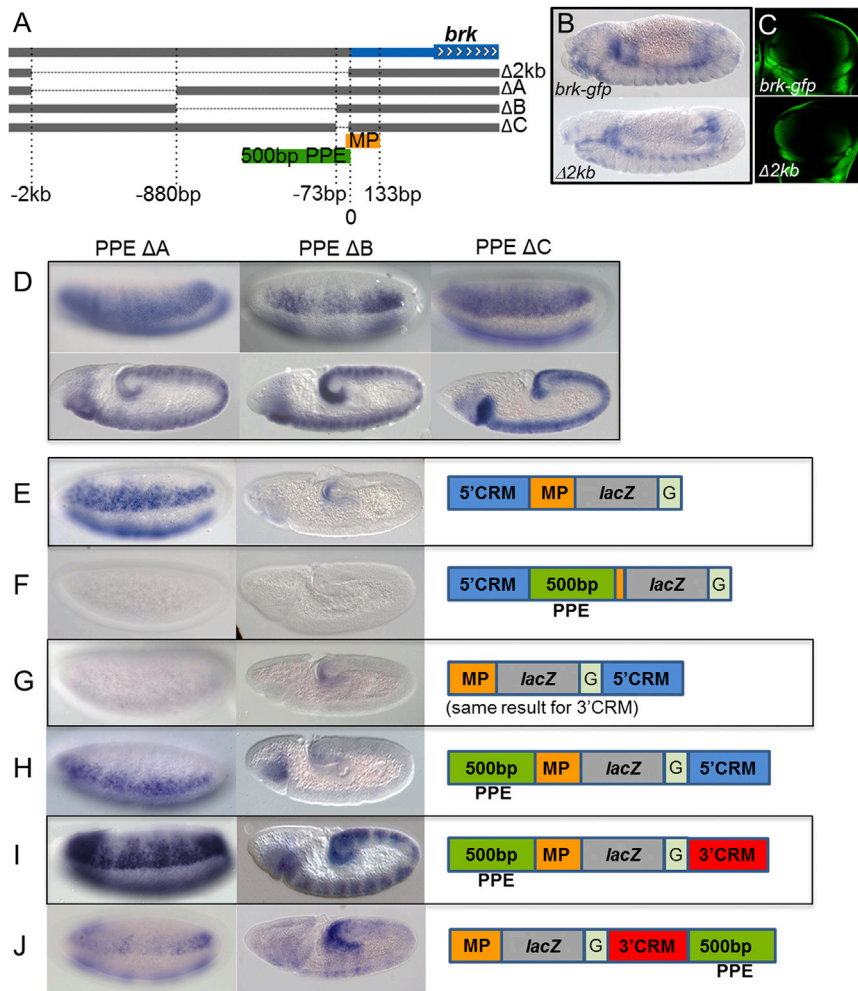 A
brk
Δ2kb
ΔA
ΔB
ΔC
MP
500bp PPE
-2kb
-880bp
-73bp
133bp
0
B
brk-gfp
Δ2kb
C
brk-gfp
Δ2kb
PPE ΔA
PPE ΔB
PPE ΔC
D
E
5'CRM
MP
lacZ
G
F
5'CRM
500bp
lacZ
G
PPE
G
MP
lacZ
G
5'CRM
(same result for 3'CRM)
H
500bp
MP
lacZ
G
5'CRM
PPE
I
500bp
MP
lacZ
G
3'CRM
PPE
J
MP
lacZ
G
3'CRM
500bp
PPE